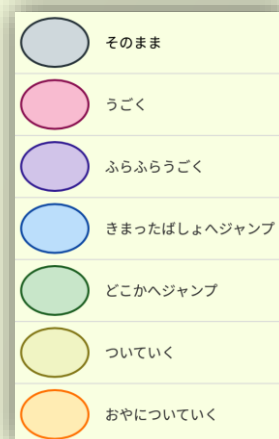 そのまま
うごく
ふらふらうごく
きまったばしょへジャンプ
どこかへジャンプ
ついていく
おやについていく